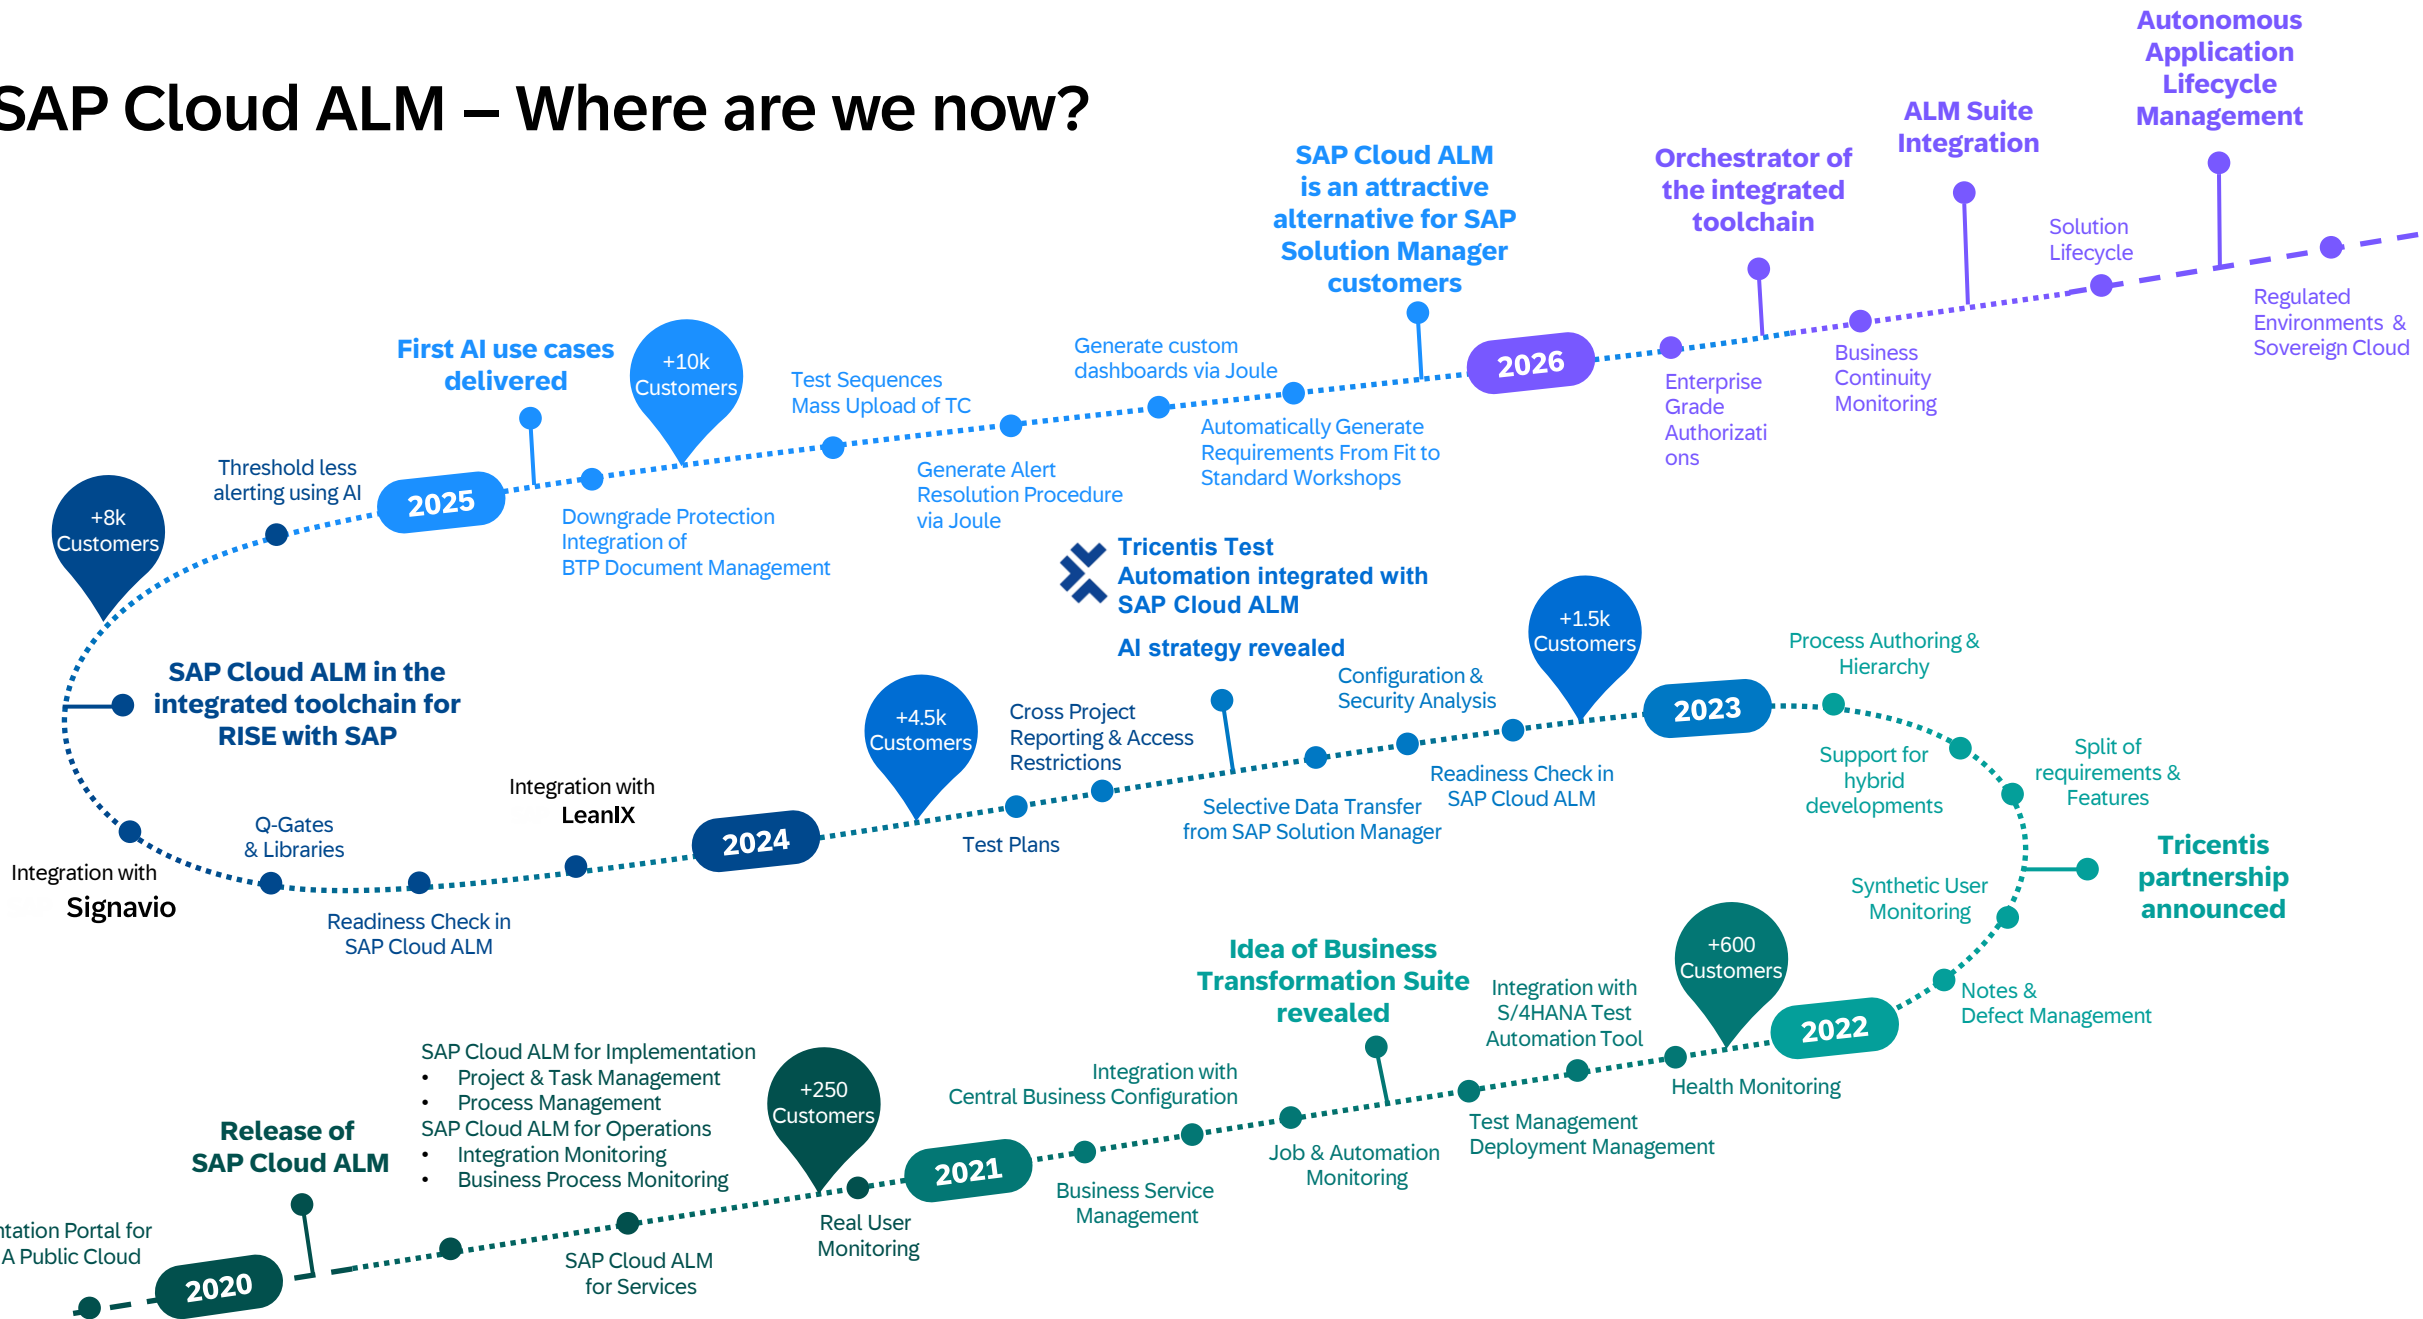 SAP Cloud ALM – Where are we now?
Autonomous
Application
Lifecycle
Management
ALM Suite
Integration
Orchestrator of
the integrated
toolchain
SAP Cloud ALM
is an attractive
alternative for SAP
Solution Manager
customers
Solution
Lifecycle
Regulated
Environments &
Sovereign Cloud
Business
Continuity
Monitoring
Enterprise
Grade
Authorizati
ons
2026
Generate custom
dashboards via Joule
Automatically Generate
Requirements From Fit to
Standard Workshops
Test Sequences
Mass Upload of TC
Generate Alert
Resolution Procedure
via Joule
+10k
Customers
First AI use cases
delivered
Downgrade Protection
Integration of
BTP Document Management
2025
Threshold less
alerting using AI
+8k
Customers
SAP Cloud ALM in the
integrated toolchain for
RISE with SAP
Integration with
Signavio
Q-Gates
& Libraries
Readiness Check in
SAP Cloud ALM
Integration with
LeanIX
2024
+4.5k
Customers
Test Plans
Cross Project
Reporting & Access
Restrictions
Tricentis Test
Automation integrated with
SAP Cloud ALM
AI strategy revealed
Selective Data Transfer
from SAP Solution Manager
Configuration &
Security Analysis
Readiness Check in
SAP Cloud ALM
+1.5k
Customers
2023
Process Authoring &
Hierarchy
Support for
hybrid
developments
Split of
requirements &
Features
Tricentis
partnership
announced
Synthetic User
Monitoring
Notes &
Defect Management
2022
+600
Customers
Health Monitoring
Integration with
S/4HANA Test
Automation Tool
Test Management
Deployment Management
Idea of Business
Transformation Suite
revealed
Job & Automation
Monitoring
Integration with
Central Business Configuration
Business Service
Management
2021
Real User
Monitoring
+250
Customers
SAP Cloud ALM for Implementation
• Project & Task Management
• Process Management
SAP Cloud ALM for Operations
• Integration Monitoring
• Business Process Monitoring
SAP Cloud ALM
for Services
Release of
SAP Cloud ALM
2020
ntation Portal for
A Public Cloud